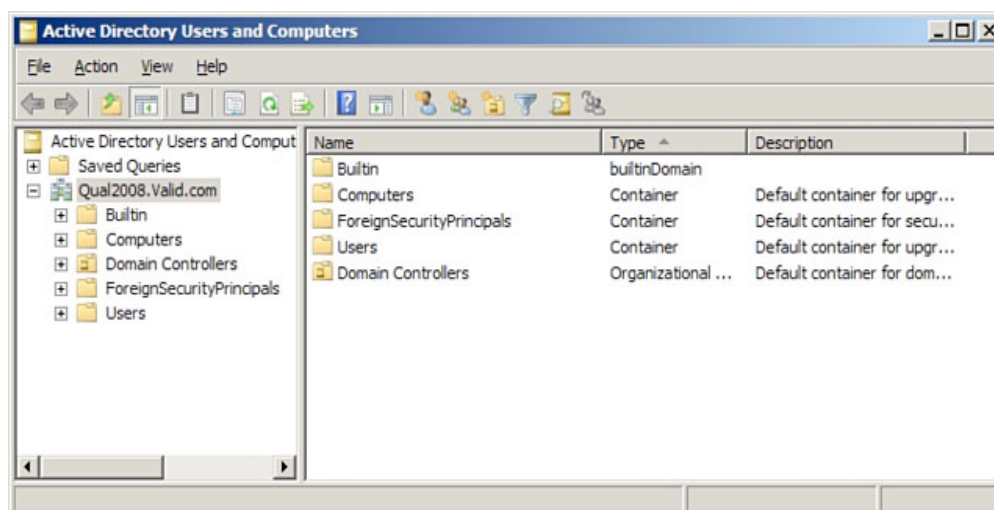 Active Directory Users and Computers
File Action View Help
Active Directory Users and Comput
Saved Queries
Qual2008.Valid.com
Builtin
Computers
Domain Controllers
ForeignSecurityPrincipals
Users
Name Type Description
Builtin builtinDomain
Computers Container Default container for upgr...
ForeignSecurityPrincipals Container Default container for secu...
Users Container Default container for upgr...
Domain Controllers Organizational ... Default container for dom...